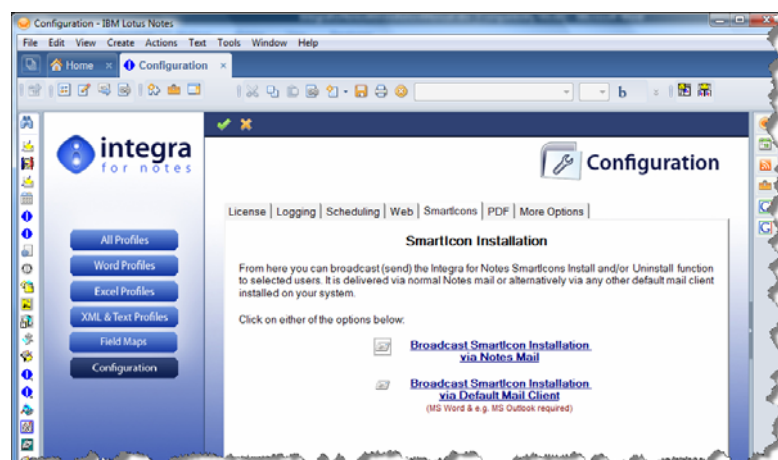 Configuration - IBM Lotus Notes
File Edit View Create Actions Text Tools Window Help
Home Configuration
b
integra
for notes
Configuration
License Logging Scheduling Web SmartIcons PDF More Options
All Profiles
Word Profiles
Excel Profiles
XML & Text Profiles
Field Maps
Configuration
SmartIcon Installation
From here you can broadcast (send) the Integra for Notes SmartIcons Install and/or Uninstall function
to selected users. It is delivered via normal Notes mail or alternatively via any other default mail client
installed on your system.
Click on either of the options below:
Broadcast SmartIcon Installation
via Notes Mail
Broadcast SmartIcon Installation
via Default Mail Client
(MS Word & e.g. MS Outlook required)